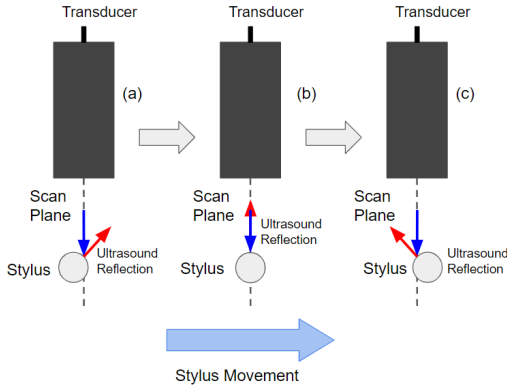 Transducer
Transducer
Transducer
(a)
(b)
(c)
Scan
Plane
Ultrasound
Reflection
Stylus
Scan
Plane
Ultrasound
Reflection
Stylus
Scan
Plane
Ultrasound
Reflection
Stylus
Stylus Movement